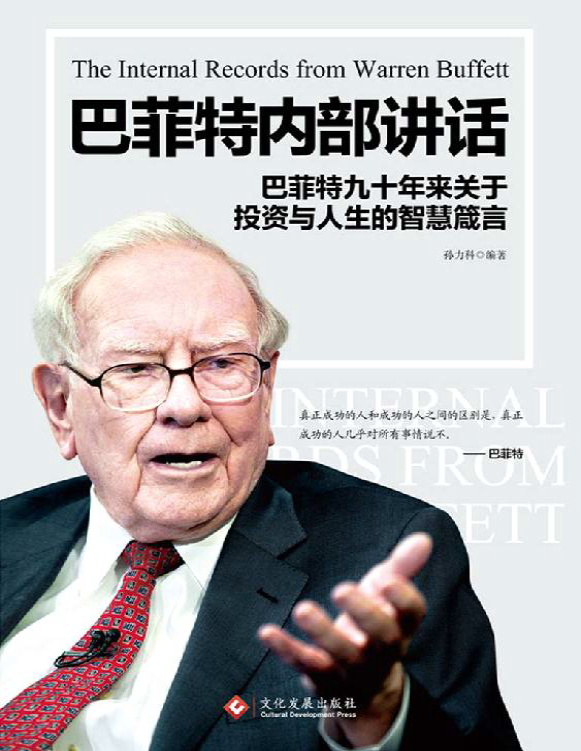 The Internal Records from Warren Buffett
巴菲特内部讲话
巴菲特九十年来关于
投资与人生的智慧箴言
孙力科◎编著
INTERNAL
真正成功的人和成功的人之间的区别是，真正
成功的人几乎对所有事情说不.
RDS FROM
—— 巴菲特
ETT
文化发展出版社
Cultural Development Press